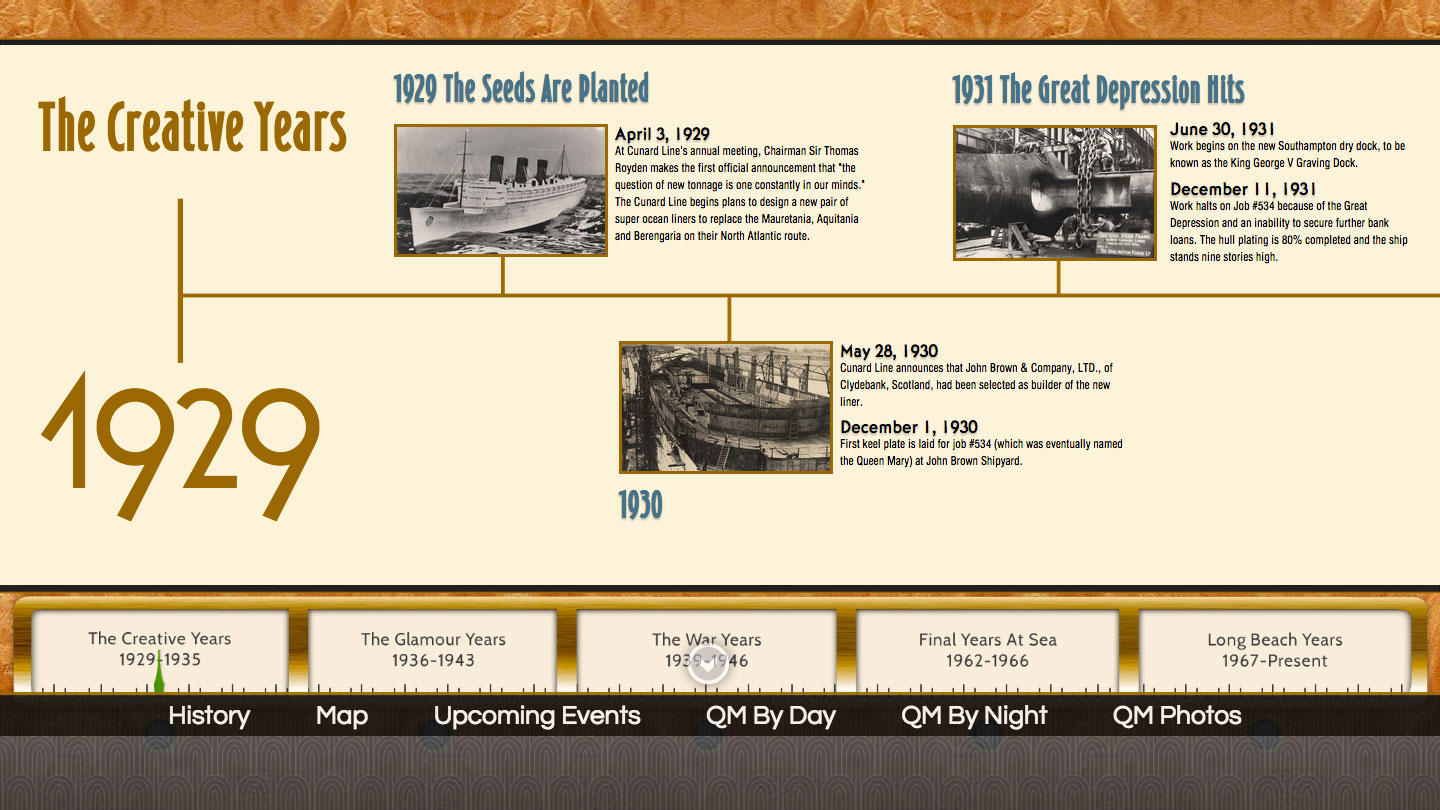 The Creative Years
1929
1929 The Seeds Are Planted
April 3, 1929
At Cunard Line's annual meeting, Chairman Sir Thomas
Royden makes the first official announcement that "the
question of new tonnage is one constantly in our minds."
The Cunard Line begins plans to design a new pair of
super ocean liners to replace the Mauretania, Aquitania
and Berengaria on their North Atlantic route.
1931 The Great Depression Hits
June 30, 1931
Work begins on the new Southampton dry dock, to be
known as the King George V Graving Dock.
December 11, 1931
Work halts on Job #534 because of the Great
Depression and an inability to secure further bank
loans. The hull plating is 80% completed and the ship
stands nine stories high.
May 28, 1930
Cunard Line announces that John Brown & Company, LTD., of
Clydebank, Scotland, had been selected as builder of the new
liner.
December 1, 1930
First keel plate is laid for job #534 (which was eventually named
the Queen Mary) at John Brown Shipyard.
1930
The Creative Years
1929-1935
The Glamour Years
1936-1943
The War Years
1939-1946
Final Years At Sea
1962-1966
Long Beach Years
1967-Present
History
Map
Upcoming Events
QM By Day
QM By Night
QM Photos